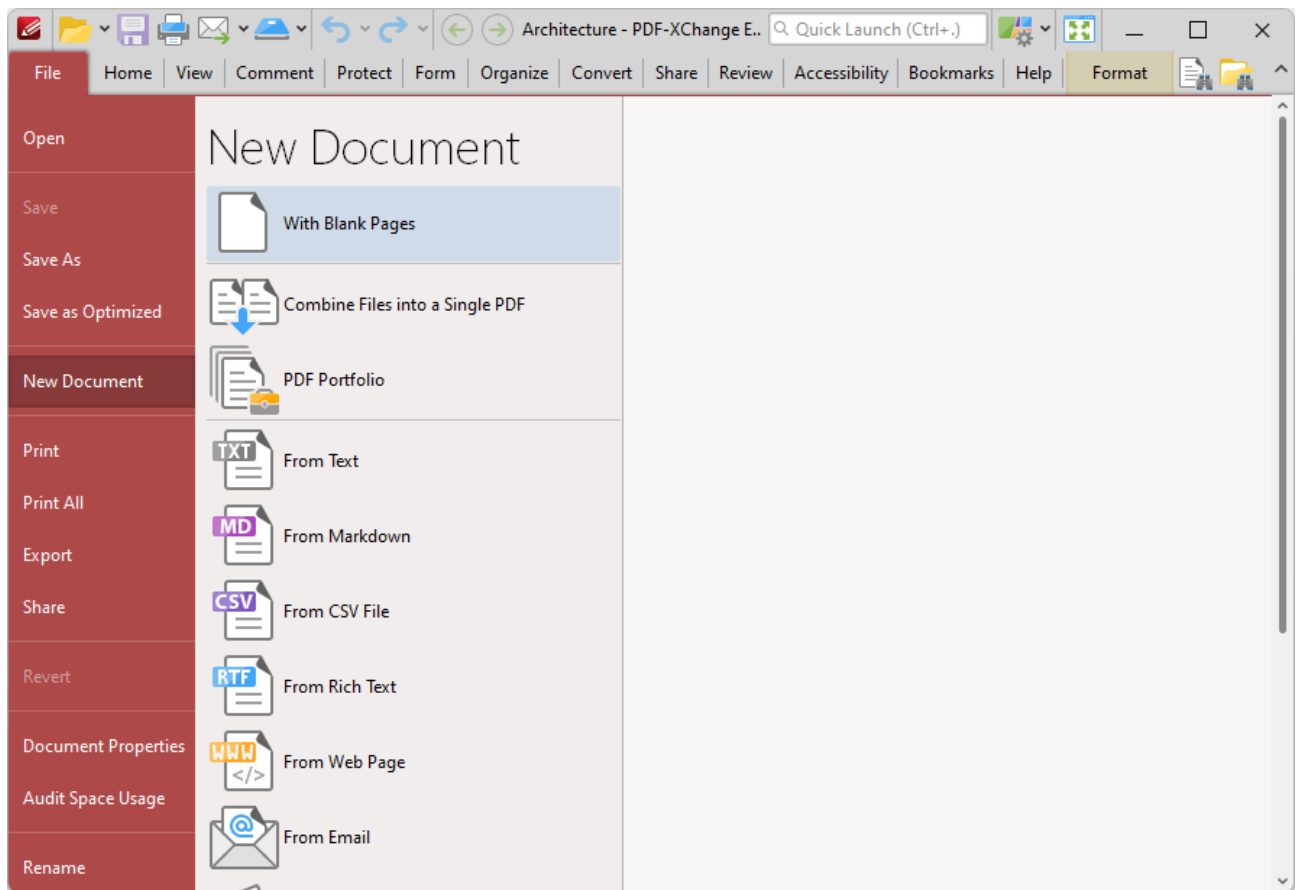 Architecture - PDF-XChange E.. Quick Launch (Ctrl+.)
File Home View Comment Protect Form Organize Convert Share Review Accessibility Bookmarks Help Format
Open
Save
Save As
Save as Optimized
New Document
Print
Print All
Export
Share
Revert
Document Properties
Audit Space Usage
Rename
New Document
With Blank Pages
Combine Files into a Single PDF
PDF Portfolio
TXT From Text
MD From Markdown
CSV From CSV File
RTF From Rich Text
WWW </> From Web Page
@ From Email